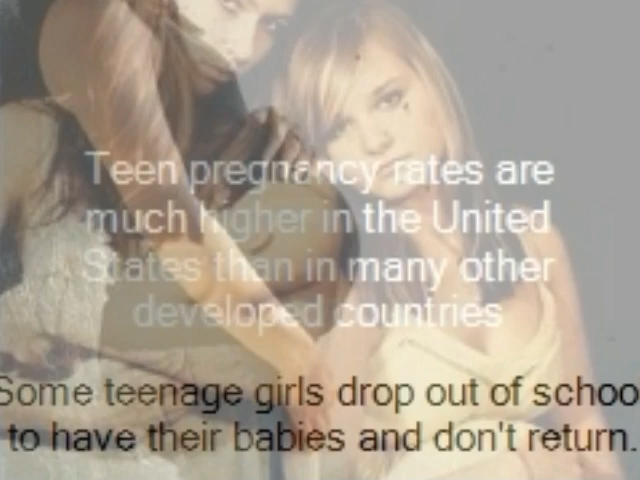 Teen pregnancy rates are
much higher in the United
States than in many other
developed countries
Some teenage girls drop out of schoo
to have their babies and don't return.